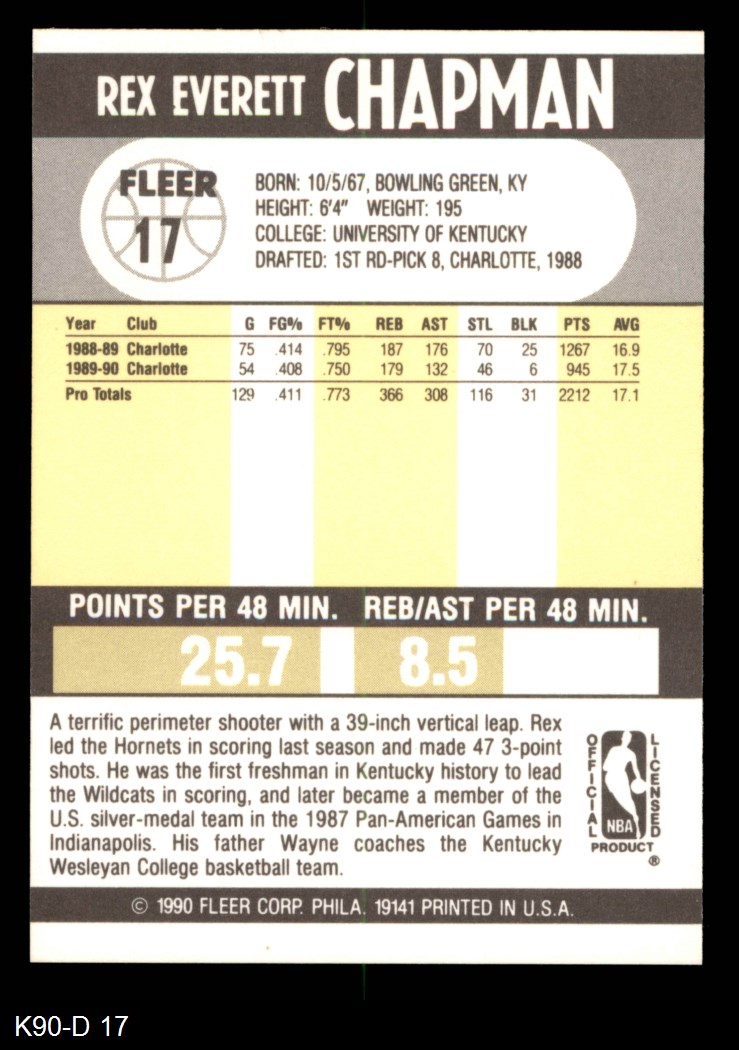 REX EVERETT CHAPMAN
FLEER
17
BORN: 10/5/67, BOWLING GREEN, KY
HEIGHT: 6'4" WEIGHT: 195
COLLEGE: UNIVERSITY OF KENTUCKY
DRAFTED: 1ST RD-PICK 8, CHARLOTTE, 1988
Year Club G FG% FT% REB AST STL BLK PTS AVG
1988-89 Charlotte 75 .414 .795 187 176 70 25 1267 16.9
1989-90 Charlotte 54 .408 .750 179 132 46 6 945 17.5
Pro Totals 129 .411 .773 366 308 116 31 2212 17.1
POINTS PER 48 MIN. REB/AST PER 48 MIN.
25.7 8.5
A terrific perimeter shooter with a 39-inch vertical leap. Rex
led the Hornets in scoring last season and made 47 3-point
shots. He was the first freshman in Kentucky history to lead
the Wildcats in scoring, and later became a member of the
U.S. silver-medal team in the 1987 Pan-American Games in
Indianapolis. His father Wayne coaches the Kentucky
Wesleyan College basketball team.
OFFICIAL
NBA
LICENSED
PRODUCT
®
© 1990 FLEER CORP. PHILA. 19141 PRINTED IN U.S.A.
K90-D 17